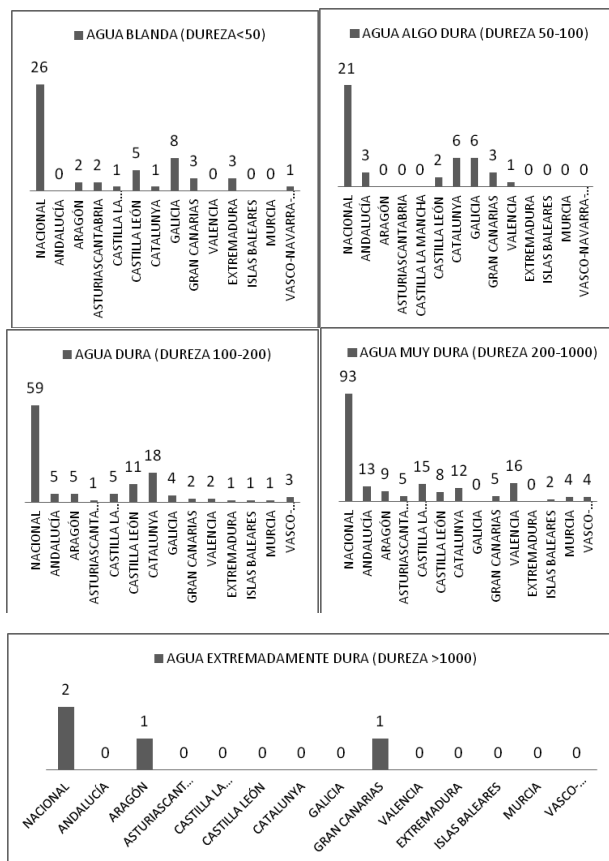 AGUA BLANDA (DUREZA<50)
26 0 2 2 1 5 1 8 3 0 3 0 0 1
NACIONAL
ANDALUCÍA
ARAGÓN
ASTURIASCANTABRIA
CASTILLA LA...
CASTILLA LEÓN
CATALUNYA
GALICIA
GRAN CANARIAS
VALENCIA
EXTREMADURA
ISLAS BALEARES
MURCIA
VASCO-NAVARRA-...
AGUA ALGO DURA (DUREZA 50-100)
21 3 0 0 0 2 6 6 3 1 0 0 0 0
NACIONAL
ANDALUCÍA
ARAGÓN
ASTURIASCANTABRIA
CASTILLA LA MANCHA
CASTILLA LEÓN
CATALUNYA
GALICIA
GRAN CANARIAS
VALENCIA
EXTREMADURA
ISLAS BALEARES
MURCIA
VASCO-NAVARRA-...
AGUA DURA (DUREZA 100-200)
59 5 5 1 5 11 18 4 2 2 1 1 1 3
NACIONAL
ANDALUCÍA
ARAGÓN
ASTURIASCANTA...
CASTILLA LA...
CASTILLA LEÓN
CATALUNYA
GALICIA
GRAN CANARIAS
VALENCIA
EXTREMADURA
ISLAS BALEARES
MURCIA
VASCO-...
AGUA MUY DURA (DUREZA 200-1000)
93 13 9 5 15 8 12 0 5 16 0 2 4 4
NACIONAL
ANDALUCÍA
ARAGÓN
ASTURIASCANTA...
CASTILLA LA...
CASTILLA LEÓN
CATALUNYA
GALICIA
GRAN CANARIAS
VALENCIA
EXTREMADURA
ISLAS BALEARES
MURCIA
VASCO-...
AGUA EXTREMADAMENTE DURA (DUREZA >1000)
2 0 1 0 0 0 0 0 1 0 0 0 0 0
NACIONAL
ANDALUCÍA
ARAGÓN
ASTURIASCANT...
CASTILLA LA...
CASTILLA LEÓN
CATALUNYA
GALICIA
GRAN CANARIAS
VALENCIA
EXTREMADURA
ISLAS BALEARES
MURCIA
VASCO-...